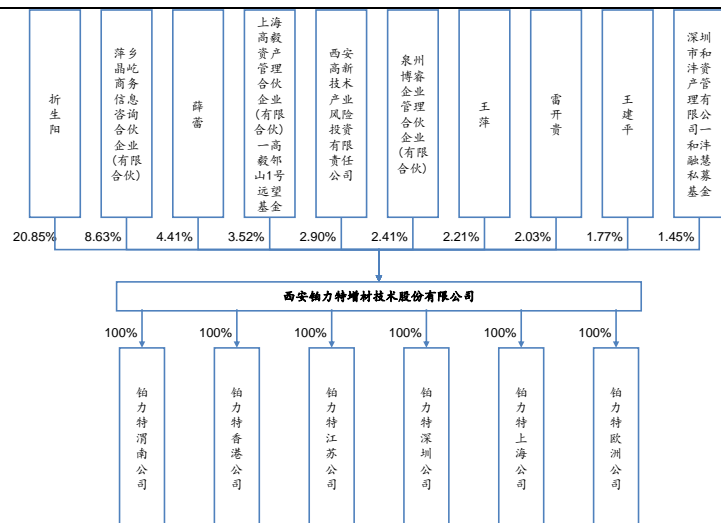 折生阳
萍乡晶屹商务信息咨询合伙企业(有限合伙)
薛蕾
上海高毅资产管理合伙企业(有限合伙)一高毅邻山1号远望基金
西安高新技术产业风险投资有限责任公司
泉州博睿企业管理合伙企业(有限合伙)
王萍
雷开贵
王建平
深圳市和沣资产管理有限公司一和沣融慧私募基金
20.85%
8.63%
4.41%
3.52%
2.90%
2.41%
2.21%
2.03%
1.77%
1.45%
西安铂力特增材技术股份有限公司
100%
100%
100%
100%
100%
100%
铂力特渭南公司
铂力特香港公司
铂力特江苏公司
铂力特深圳公司
铂力特上海公司
铂力特欧洲公司